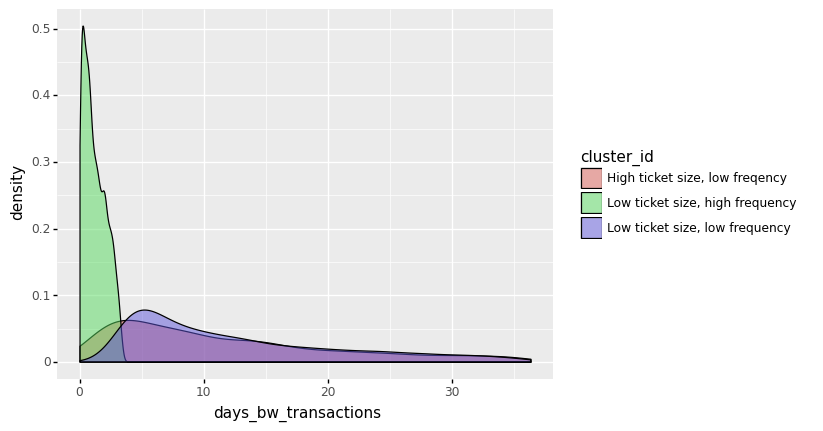 0.5
0.4
0.3
0.2
0.1
0
density
0
10
20
30
days_bw_transactions
cluster_id
High ticket size, low freqency
Low ticket size, high frequency
Low ticket size, low frequency